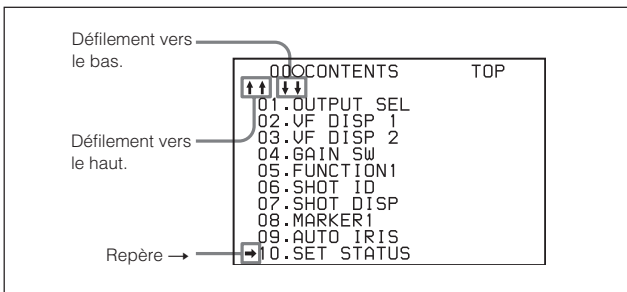 Défilement vers
le bas.
00○CONTENTS TOP
↑↑ ↓↓
01.OUTPUT SEL
02.VF DISP 1
03.VF DISP 2
Défilement vers
le haut.
04.GAIN SW
05.FUNCTION1
06.SHOT ID
07.SHOT DISP
08.MARKER1
09.AUTO IRIS
Repère → →10.SET STATUS